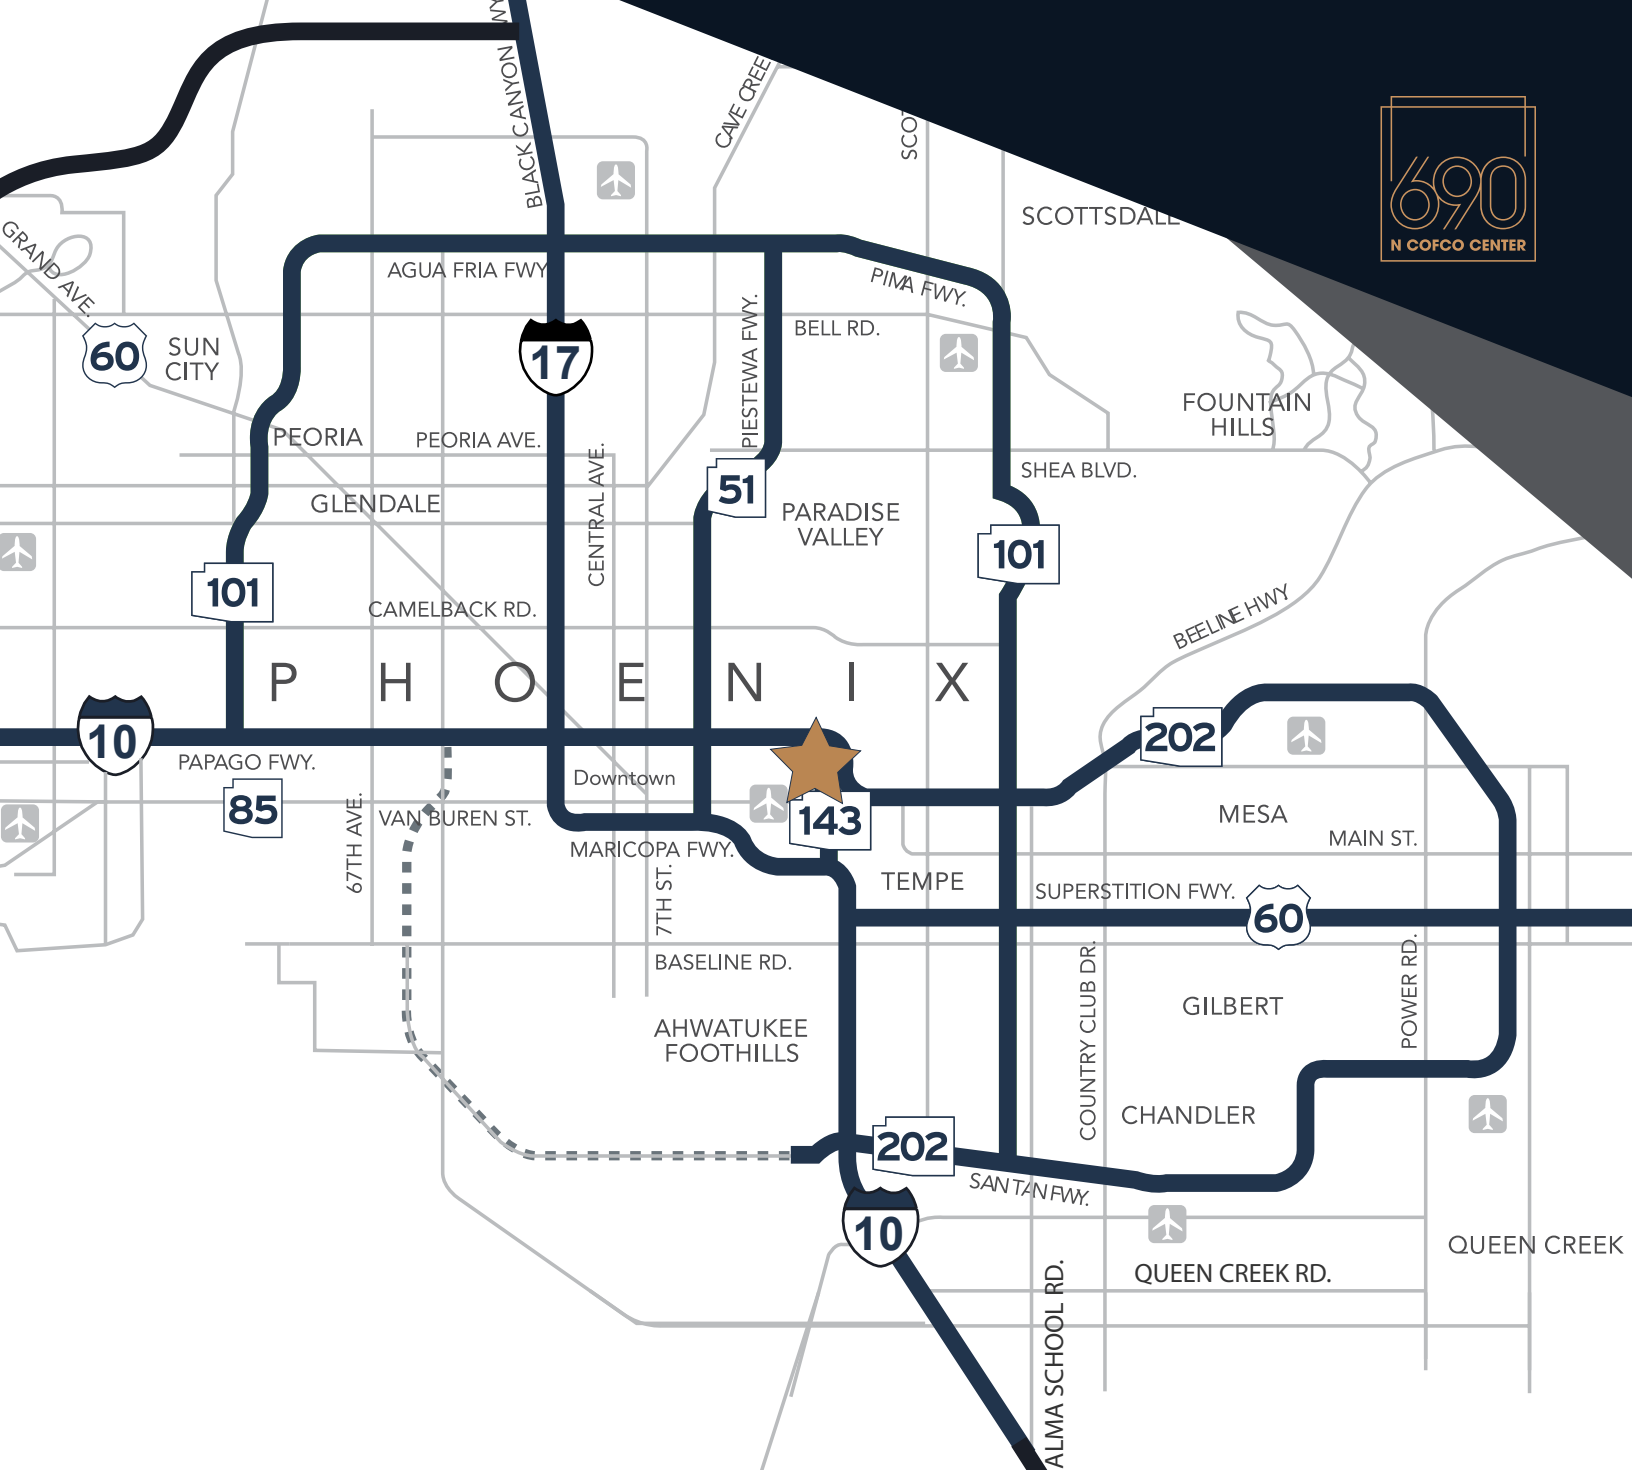 BLACK CANYON
CAVE CREE
SCOT
690
N COFCO CENTER
SCOTTSDALE
GRAND AVE.
AGUA FRIA FWY
PIMA FWY.
60
SUN
CITY
17
PIESTEWA FWY.
BELL RD.
FOUNTAIN
HILLS
PEORIA
PEORIA AVE.
CENTRAL AVE.
SHEA BLVD.
51
GLENDALE
PARADISE
VALLEY
101
101
CAMELBACK RD.
BEELINE HWY
PHOENIX
10
202
PAPAGO FWY.
Downtown
85
67TH AVE.
VAN BUREN ST.
143
MESA
MAIN ST.
MARICOPA FWY.
7TH ST.
TEMPE
SUPERSTITION FWY.
60
BASELINE RD.
COUNTRY CLUB DR.
POWER RD.
GILBERT
AHWATUKEE
FOOTHILLS
CHANDLER
202
SANTAN FWY.
10
QUEEN CREEK
QUEEN CREEK RD.
ALMA SCHOOL RD.